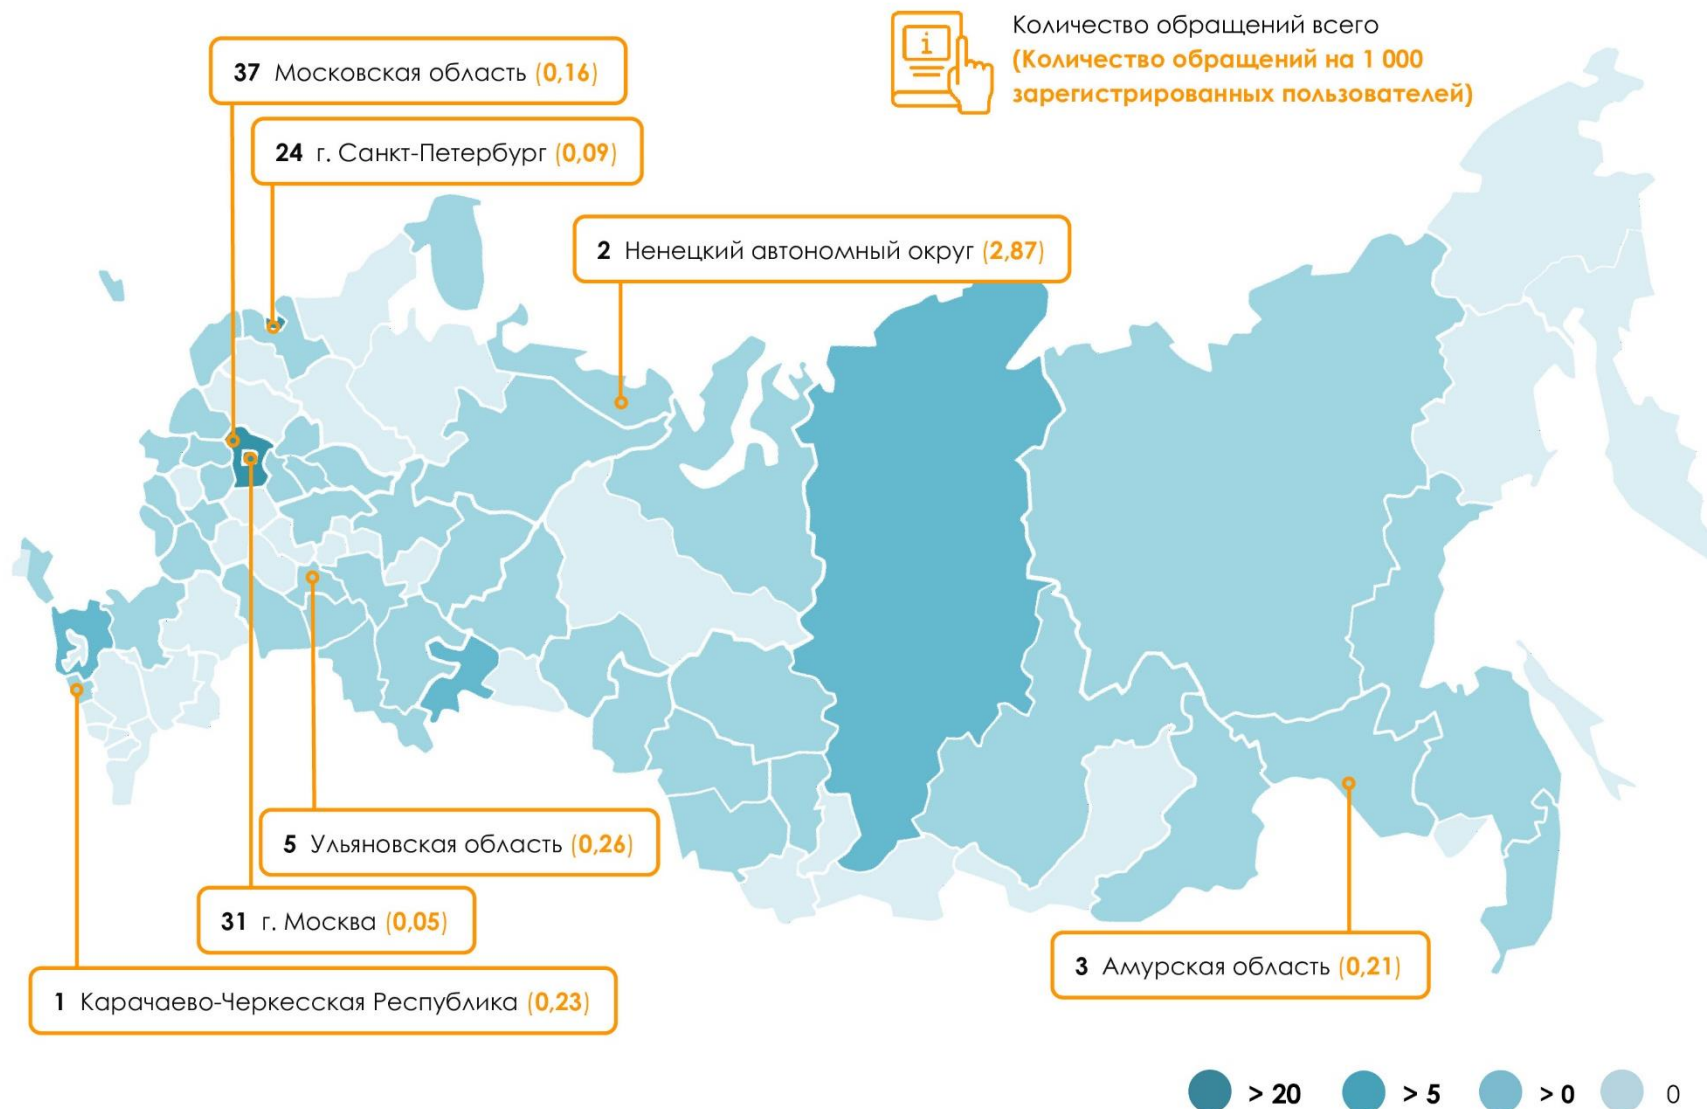 Количество обращений всего
(Количество обращений на 1 000
зарегистрированных пользователей)
37 Московская область (0,16)
24 г. Санкт-Петербург (0,09)
2 Ненецкий автономный округ (2,87)
5 Ульяновская область (0,26)
31 г. Москва (0,05)
3 Амурская область (0,21)
1 Карачаево-Черкесская Республика (0,23)
> 20 > 5 > 0 0